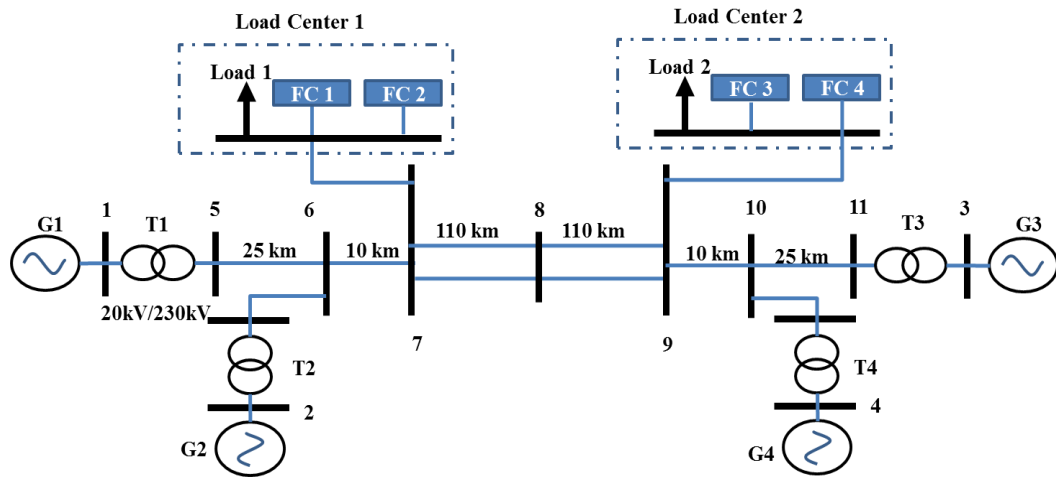 Load Center 1
Load Center 2
Load 1
FC 1
FC 2
Load 2
FC 3
FC 4
G1
1
T1
5
6
8
10
11
T3
3
G3
25 km
10 km
110 km
110 km
10 km
25 km
20kV/230kV
7
9
T2
T4
2
4
G2
G4